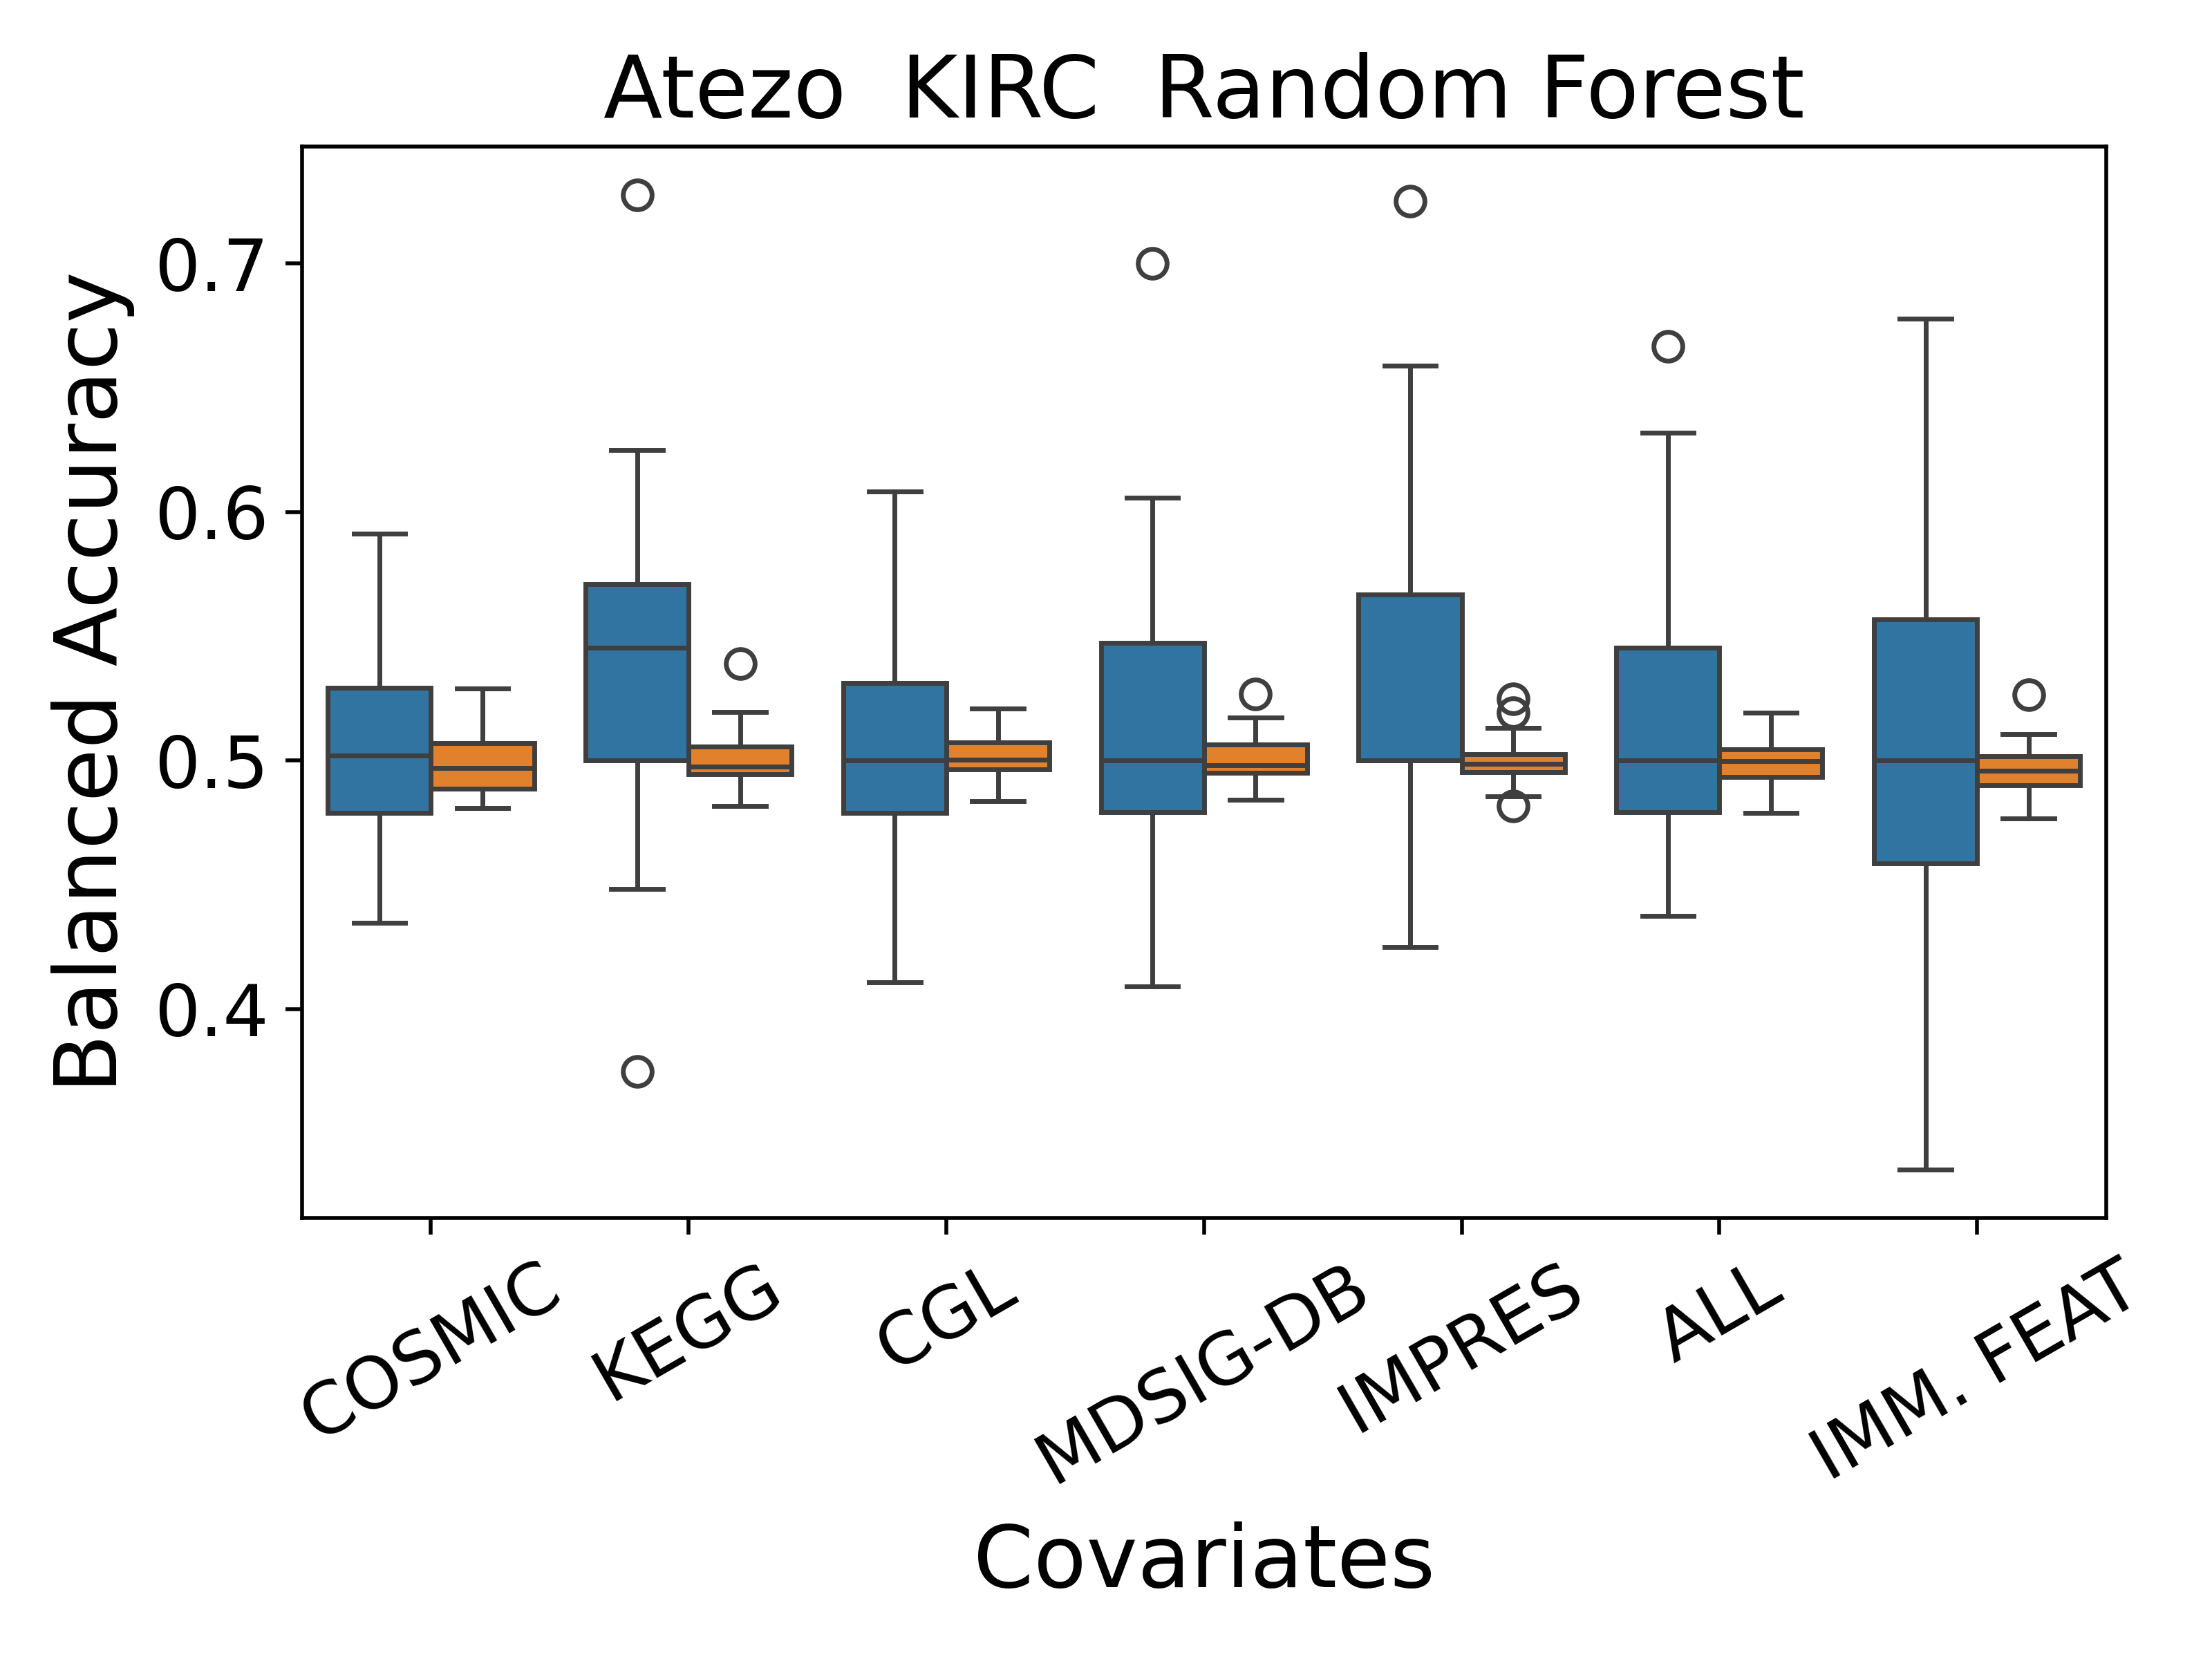 Atezo KIRC Random Forest
Balanced Accuracy
0.7
0.6
0.5
0.4
COSMIC
KEGG
CGL
MDSIG-DB
IMPRES
ALL
IMM. FEAT
Covariates